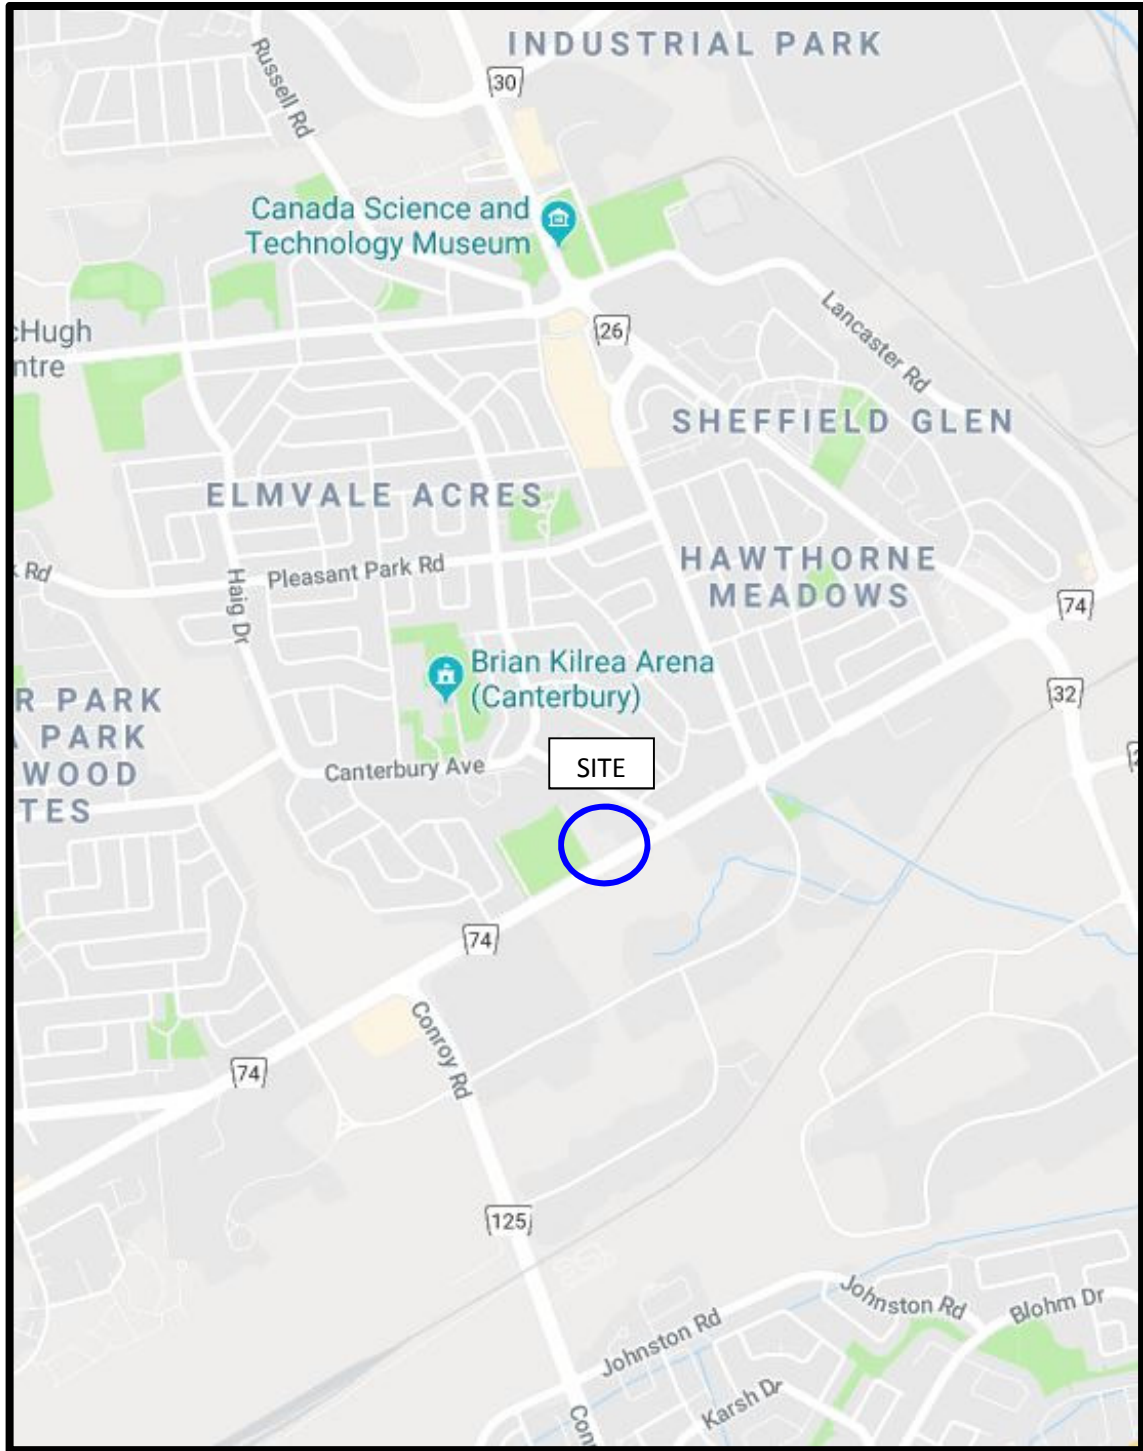 INDUSTRIAL PARK
Russell Rd
30
Canada Science and
Technology Museum
cHugh
ntre
26
Lancaster Rd
SHEFFIELD GLEN
ELMVALE ACRES
HAWTHORNE
MEADOWS
Rd
Pleasant Park Rd
Haig Dr
74
Brian Kilrea Arena
(Canterbury)
32
R PARK
PARK
WOOD
TES
SITE
Canterbury Ave
74
Conroy Rd
74
125
Johnston Rd
Blohm Dr
Johnston Rd
Karsh Dr
Con